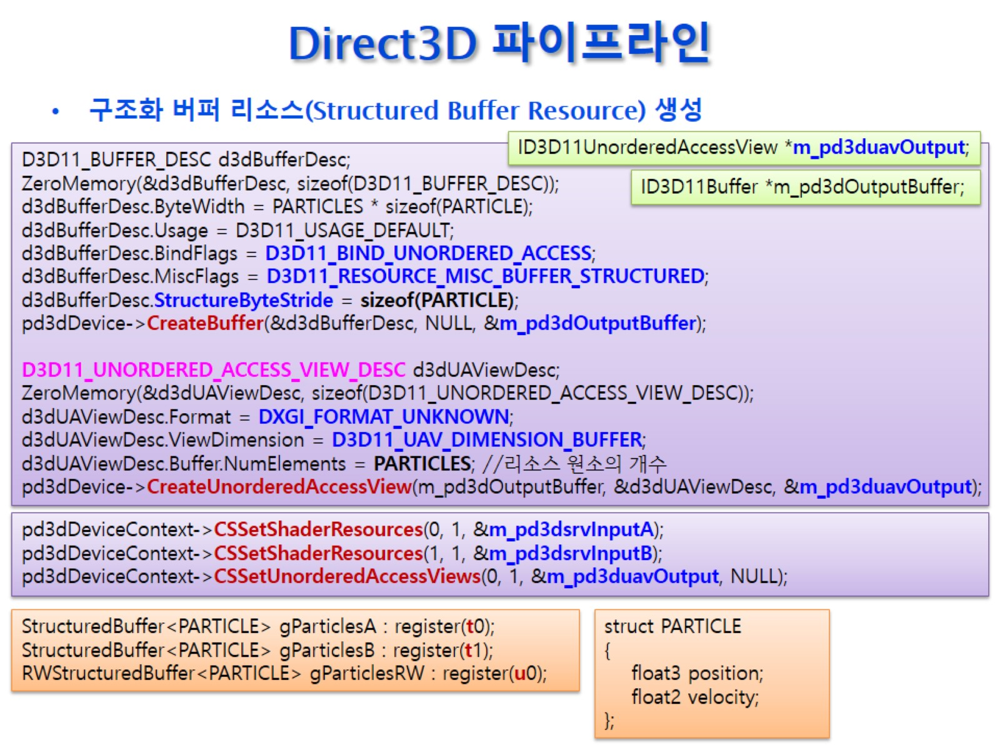 Direct3D 파이프라인
• 구조화 버퍼 리소스(Structured Buffer Resource) 생성
ID3D11UnorderedAccessView *m_pd3duavOutput;
ID3D11Buffer *m_pd3dOutputBuffer;
D3D11_BUFFER_DESC d3dBufferDesc;
ZeroMemory(&d3dBufferDesc, sizeof(D3D11_BUFFER_DESC));
d3dBufferDesc.ByteWidth = PARTICLES * sizeof(PARTICLE);
d3dBufferDesc.Usage = D3D11_USAGE_DEFAULT;
d3dBufferDesc.BindFlags = D3D11_BIND_UNORDERED_ACCESS;
d3dBufferDesc.MiscFlags = D3D11_RESOURCE_MISC_BUFFER_STRUCTURED;
d3dBufferDesc.StructureByteStride = sizeof(PARTICLE);
pd3dDevice->CreateBuffer(&d3dBufferDesc, NULL, &m_pd3dOutputBuffer);
D3D11_UNORDERED_ACCESS_VIEW_DESC d3dUAViewDesc;
ZeroMemory(&d3dUAViewDesc, sizeof(D3D11_UNORDERED_ACCESS_VIEW_DESC));
d3dUAViewDesc.Format = DXGI_FORMAT_UNKNOWN;
d3dUAViewDesc.ViewDimension = D3D11_UAV_DIMENSION_BUFFER;
d3dUAViewDesc.Buffer.NumElements = PARTICLES; //리소스 원소의 개수
pd3dDevice->CreateUnorderedAccessView(m_pd3dOutputBuffer, &d3dUAViewDesc, &m_pd3duavOutput);
pd3dDeviceContext->CSSetShaderResources(0, 1, &m_pd3dsrvInputA);
pd3dDeviceContext->CSSetShaderResources(1, 1, &m_pd3dsrvInputB);
pd3dDeviceContext->CSSetUnorderedAccessViews(0, 1, &m_pd3duavOutput, NULL);
StructuredBuffer<PARTICLE> gParticlesA : register(t0);
StructuredBuffer<PARTICLE> gParticlesB : register(t1);
RWStructuredBuffer<PARTICLE> gParticlesRW : register(u0);
struct PARTICLE
{
float3 position;
float2 velocity;
};